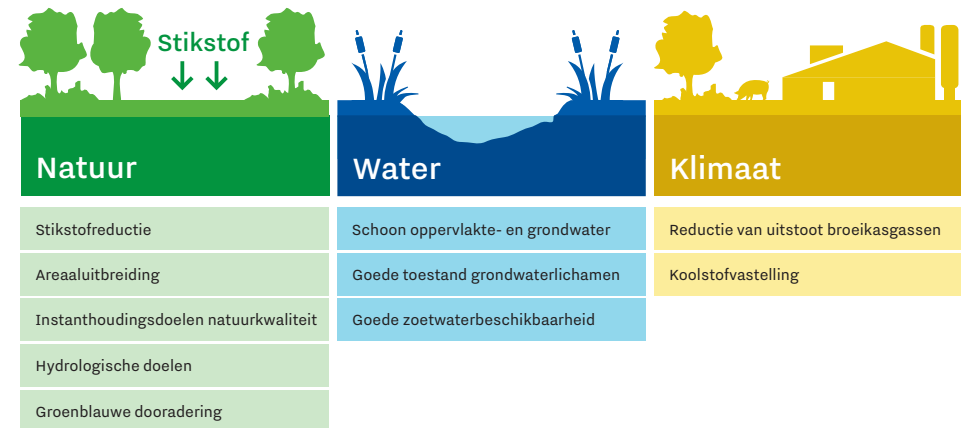 Stikstof
Natuur
Stikstofreductie
Areaaluitbreiding
Instanthoudingsdoelen natuurkwaliteit
Hydrologische doelen
Groenblauwe dooradering
Water
Schoon oppervlakte- en grondwater
Goede toestand grondwaterlichamen
Goede zoetwaterbeschikbaarheid
Klimaat
Reductie van uitstoot broeikasgassen
Koolstofvastelling